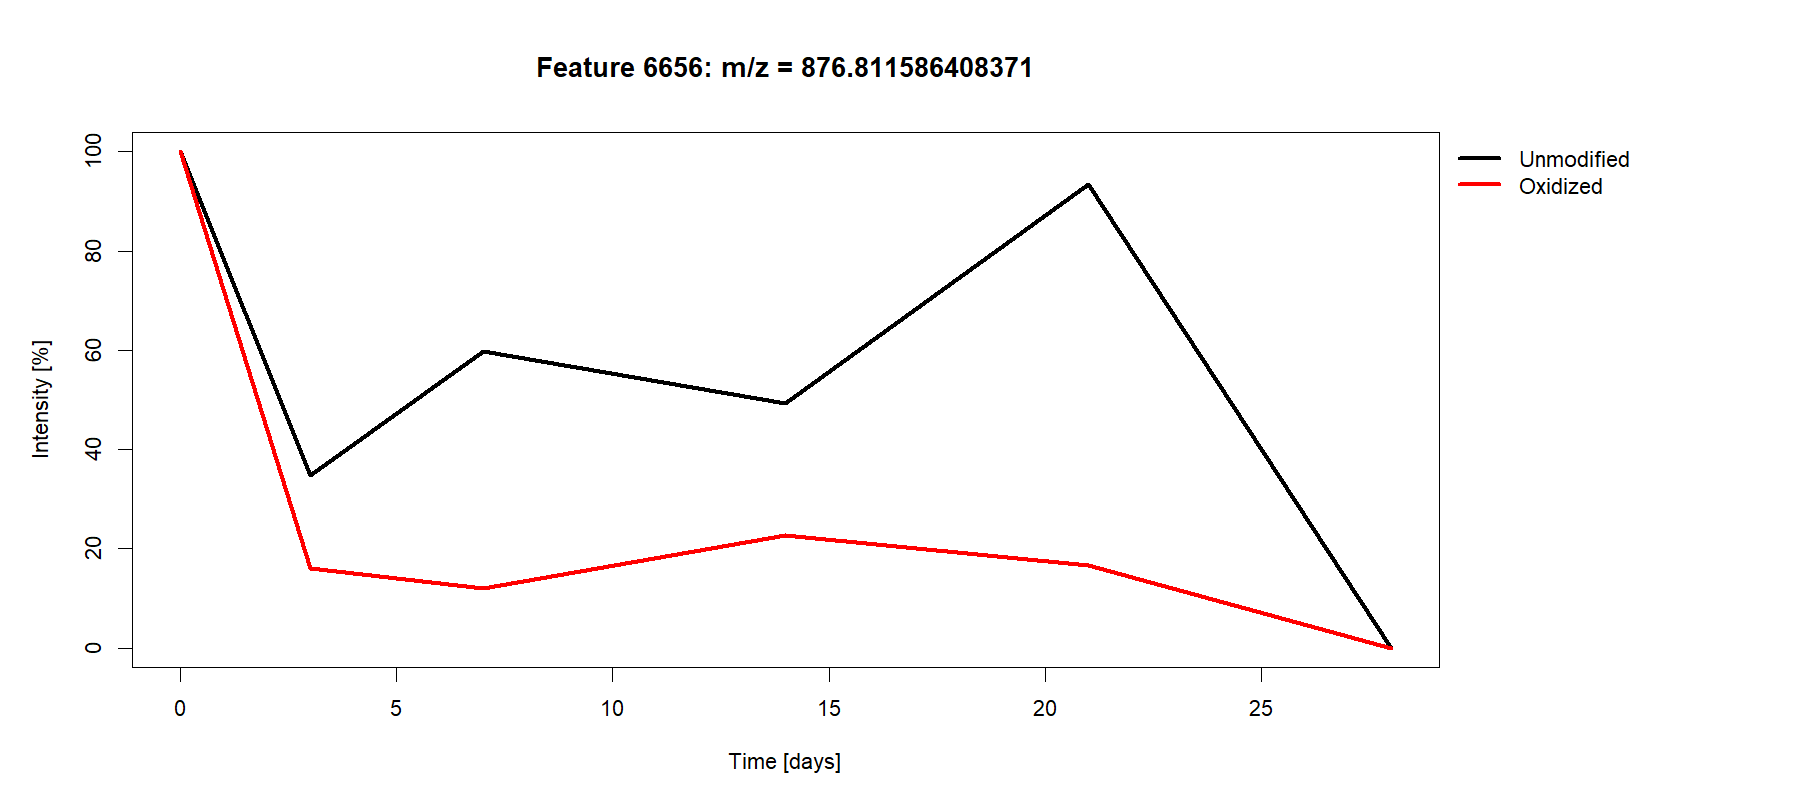 Feature 6656: m/z = 876.811586408371
Unmodified
Oxidized
Intensity [%]
100
80
60
40
20
0
0 5 10 15 20 25
Time [days]